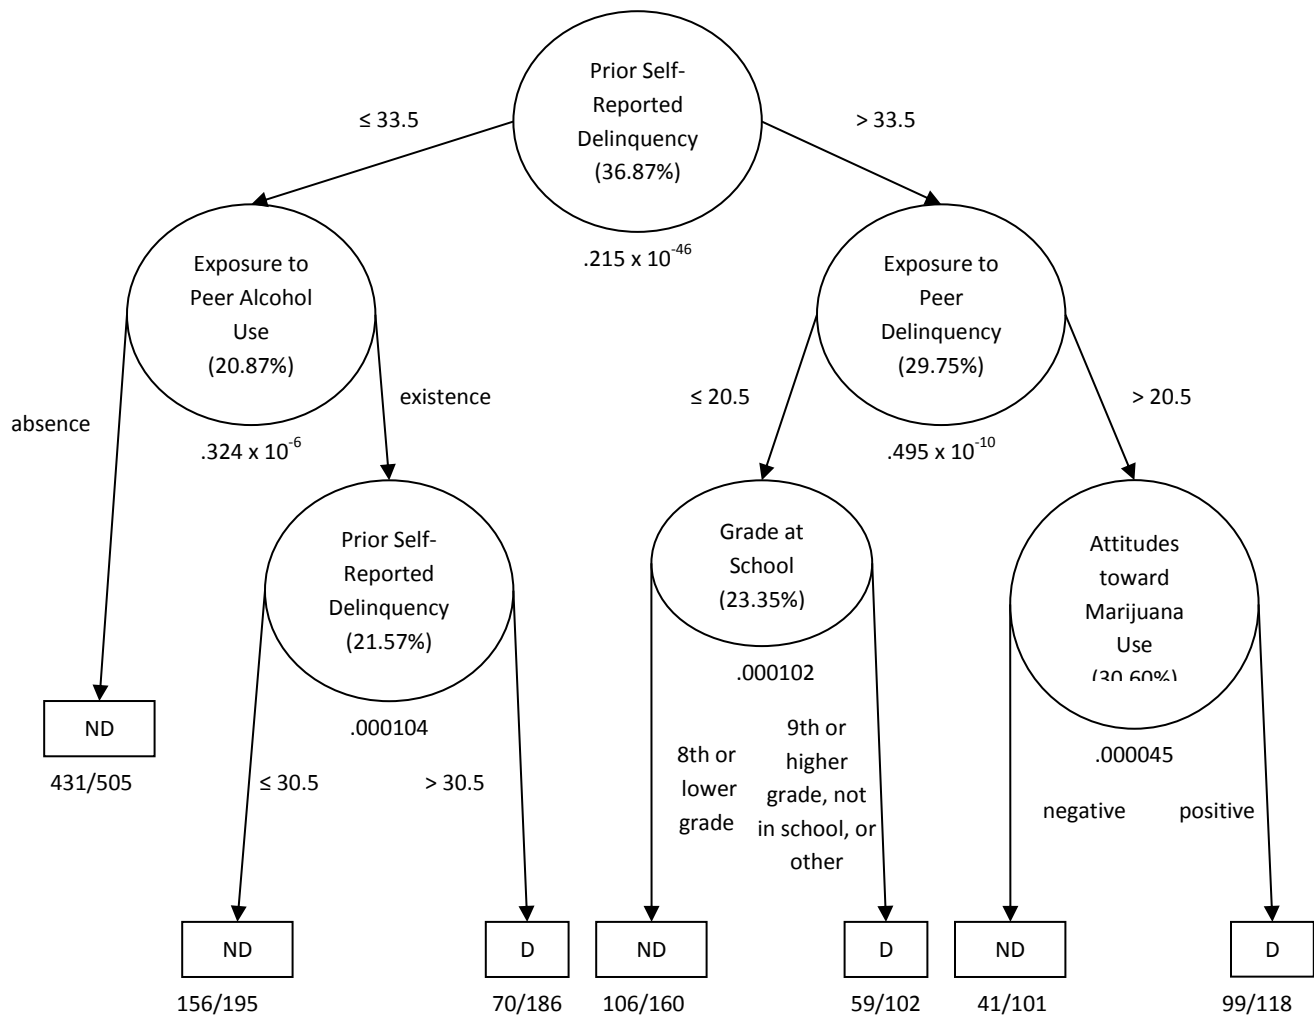 Prior Self-
Reported
Delinquency
(36.87%)
≤ 33.5
> 33.5
.215 x 10-46
Exposure to
Peer Alcohol
Use
(20.87%)
.324 x 10-6
Exposure to
Peer
Delinquency
(29.75%)
.495 x 10-10
absence
existence
≤ 20.5
> 20.5
Prior Self-
Reported
Delinquency
(21.57%)
.000104
Grade at
School
(23.35%)
.000102
Attitudes
toward
Marijuana
Use
(30.60%)
.000045
ND
431/505
≤ 30.5
> 30.5
8th or
lower
grade
9th or
higher
grade, not
in school, or
other
negative
positive
ND
D
ND
D
ND
D
156/195
70/186
106/160
59/102
41/101
99/118